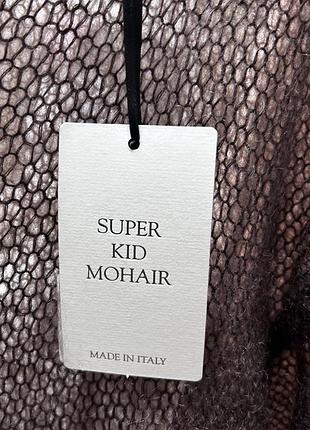 SUPER
KID
MOHAIR
MADE IN ITALY